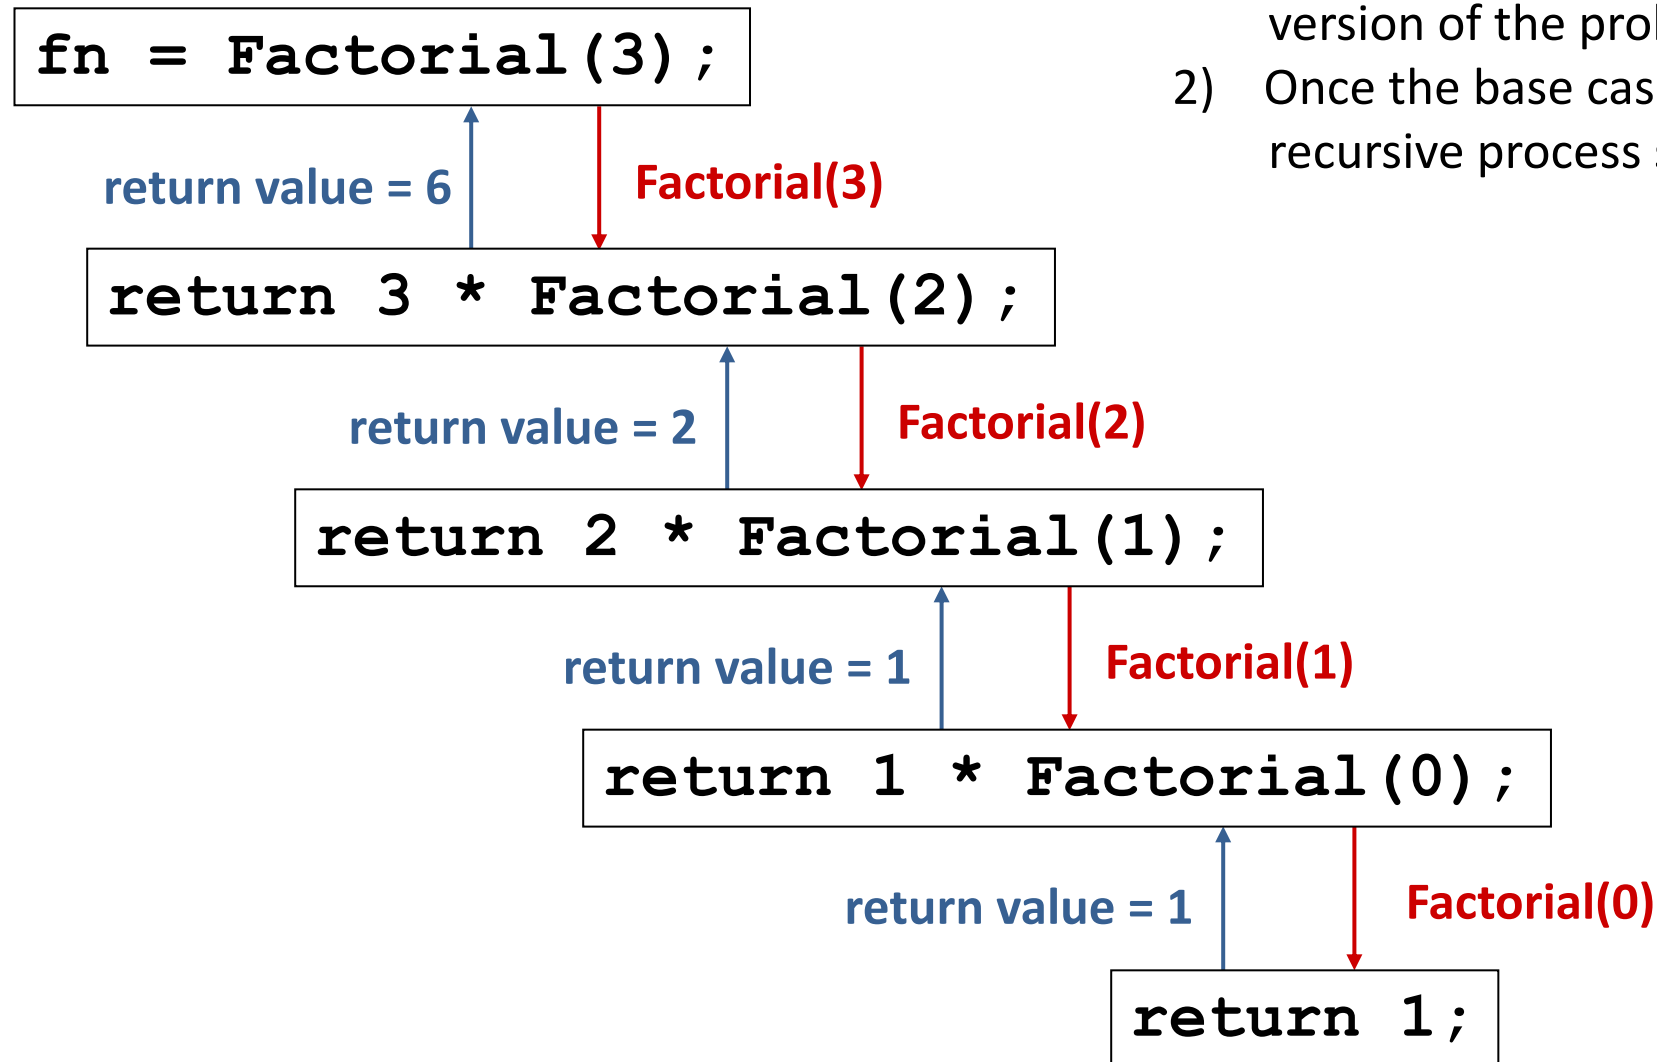 fn = Factorial(3);
version of the
2) Once the base
recursive process
return value = 6
Factorial(3)
return 3 * Factorial(2);
return value = 2
Factorial(2)
return 2 * Factorial(1);
return value = 1
Factorial(1)
return 1 * Factorial(0);
return value = 1
Factorial(0)
return 1;